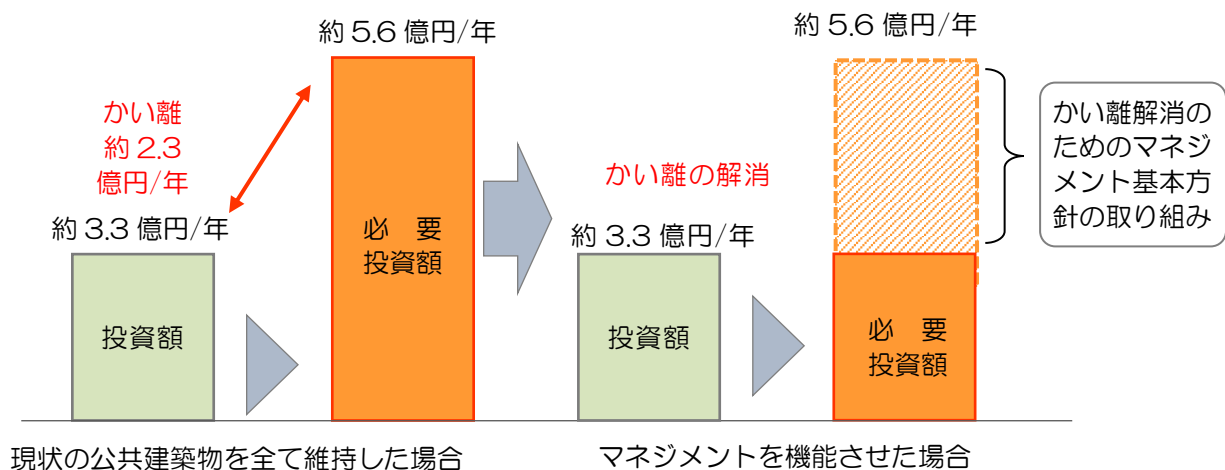 約 5.6 億円/年
かい離
約 2.3
億円/年
約 3.3 億円/年
投資額
必 要
投資額
現状の公共建築物を全て維持した場合
約 5.6 億円/年
かい離の解消
約 3.3 億円/年
投資額
必 要
投資額
かい離解消の
ためのマネジ
メント基本方
針の取り組み
マネジメントを機能させた場合